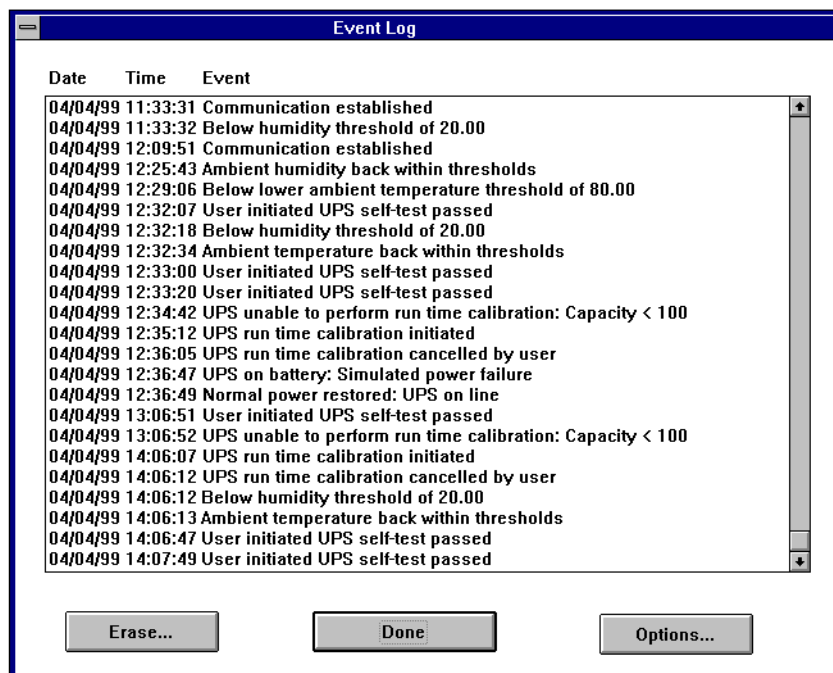 Event Log
Date Time Event
04/04/99 11:33:31 Communication established
04/04/99 11:33:32 Below humidity threshold of 20.00
04/04/99 12:09:51 Communication established
04/04/99 12:25:43 Ambient humidity back within thresholds
04/04/99 12:29:06 Below lower ambient temperature threshold of 80.00
04/04/99 12:32:07 User initiated UPS self-test passed
04/04/99 12:32:18 Below humidity threshold of 20.00
04/04/99 12:32:34 Ambient temperature back within thresholds
04/04/99 12:33:00 User initiated UPS self-test passed
04/04/99 12:33:20 User initiated UPS self-test passed
04/04/99 12:34:42 UPS unable to perform run time calibration: Capacity < 100
04/04/99 12:35:12 UPS run time calibration initiated
04/04/99 12:36:05 UPS run time calibration cancelled by user
04/04/99 12:36:47 UPS on battery: Simulated power failure
04/04/99 12:36:49 Normal power restored: UPS on line
04/04/99 13:06:51 User initiated UPS self-test passed
04/04/99 13:06:52 UPS unable to perform run time calibration: Capacity < 100
04/04/99 14:06:07 UPS run time calibration initiated
04/04/99 14:06:12 UPS run time calibration cancelled by user
04/04/99 14:06:12 Below humidity threshold of 20.00
04/04/99 14:06:13 Ambient temperature back within thresholds
04/04/99 14:06:47 User initiated UPS self-test passed
04/04/99 14:07:49 User initiated UPS self-test passed
Erase... Done Options...